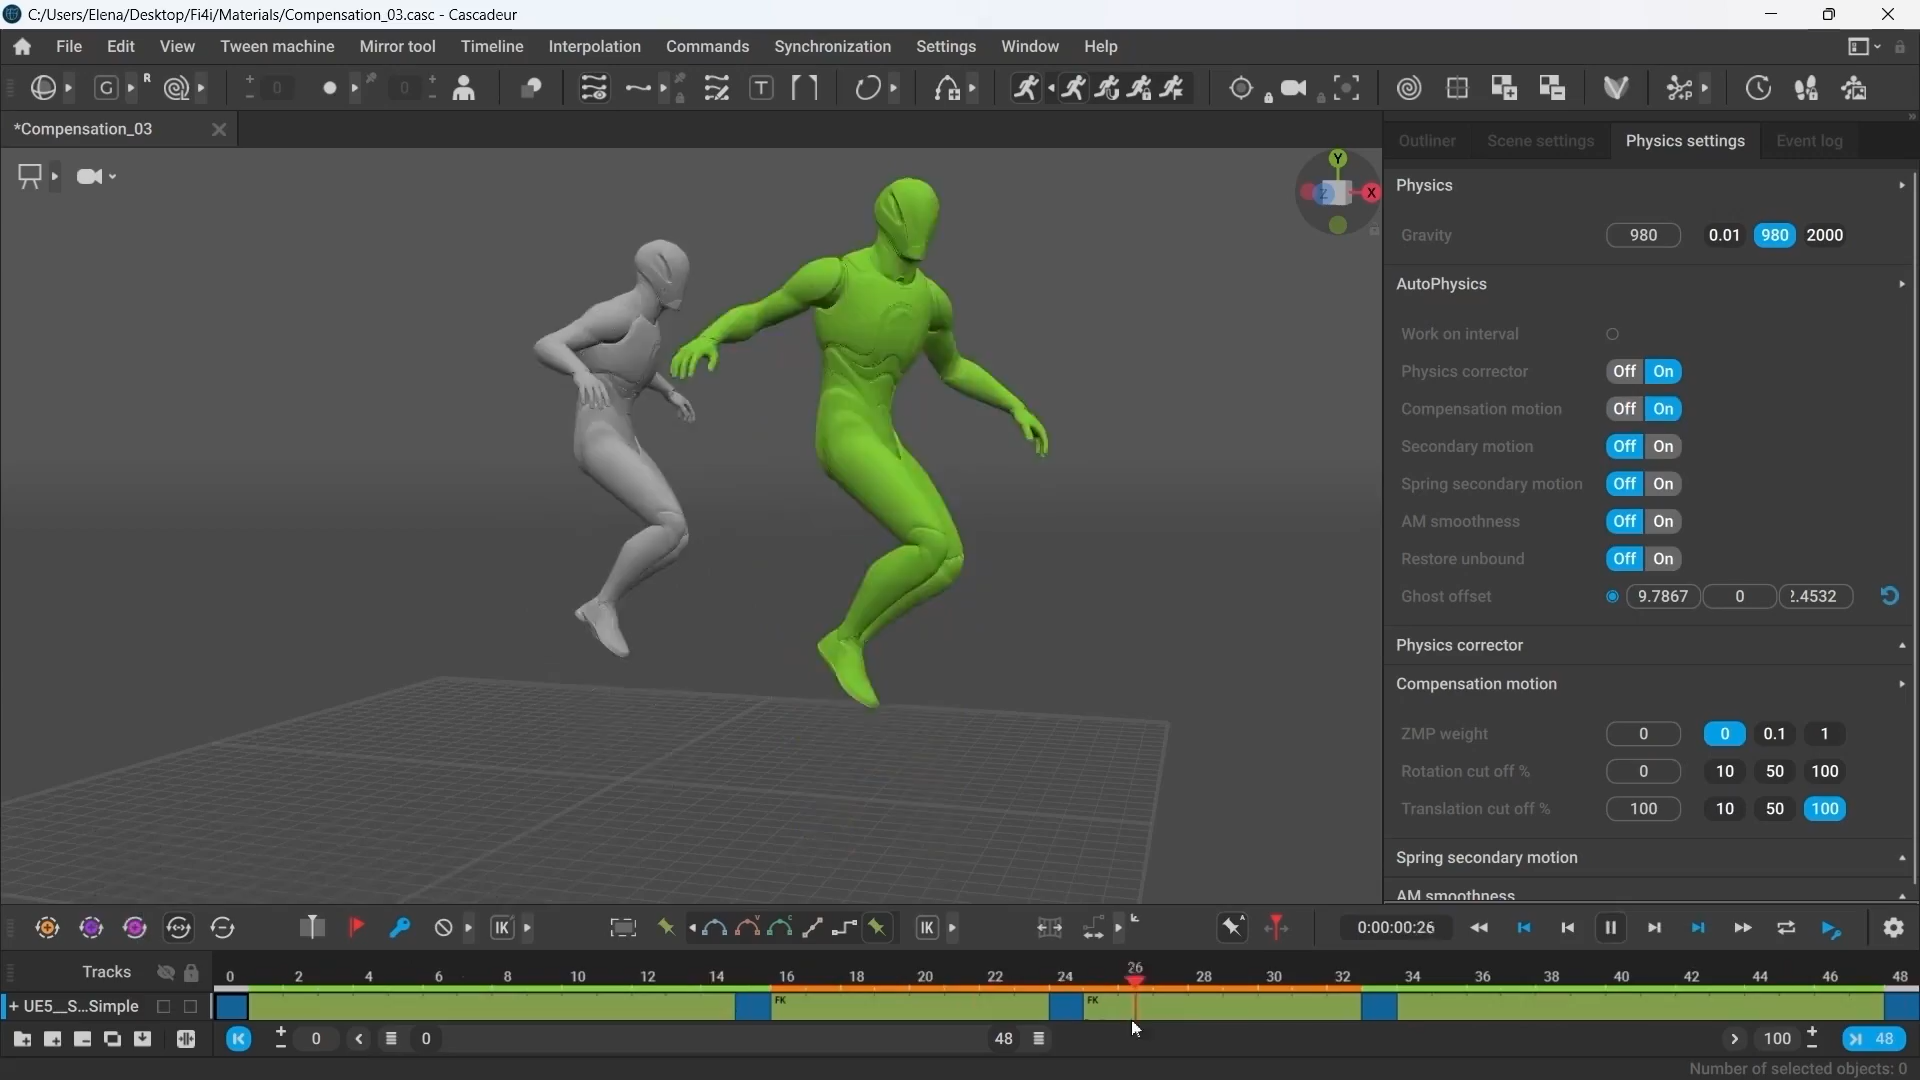 C:/Users/Elena/Desktop/Fi4i/Materials/Compensation_03.casc - Cascadeur
File Edit View Tween machine Mirror tool Timeline Interpolation Commands Synchronization Settings Window Help
G R 0 0 T P
*Compensation_03
Outliner Scene settings Physics settings Event log
Y
Z X
Physics
Gravity 980 0.01 980 2000
AutoPhysics
Work on interval
Physics corrector Off On
Compensation motion Off On
Secondary motion Off On
Spring secondary motion Off On
AM smoothness Off On
Restore unbound Off On
Ghost offset 9.7867 0 2.4532
Physics corrector
Compensation motion
ZMP weight 0 0 0.1 1
Rotation cut off % 0 10 50 100
Translation cut off % 100 10 50 100
Spring secondary motion
AM smoothness
IK V C IK A 0:00:00:26
Tracks 0 2 4 6 8 10 12 14 16 18 20 22 24 26 28 30 32 34 36 38 40 42 44 46 48
+ UE5__S...Simple FK FK
0 0 48 100 48
Number of selected objects: 0